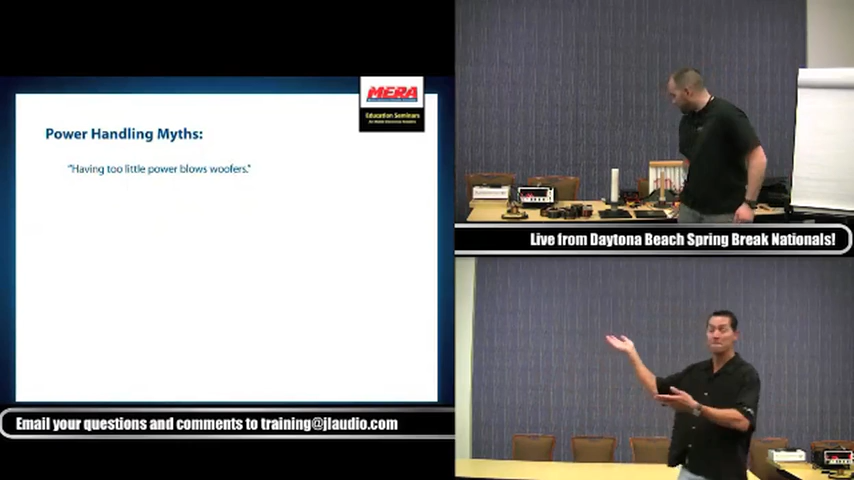 MERA
Education Seminars
Power Handling Myths:
"Having too little power blows woofers."
Live from Daytona Beach Spring Break Nationals!
Email your questions and comments to training@jlaudio.com